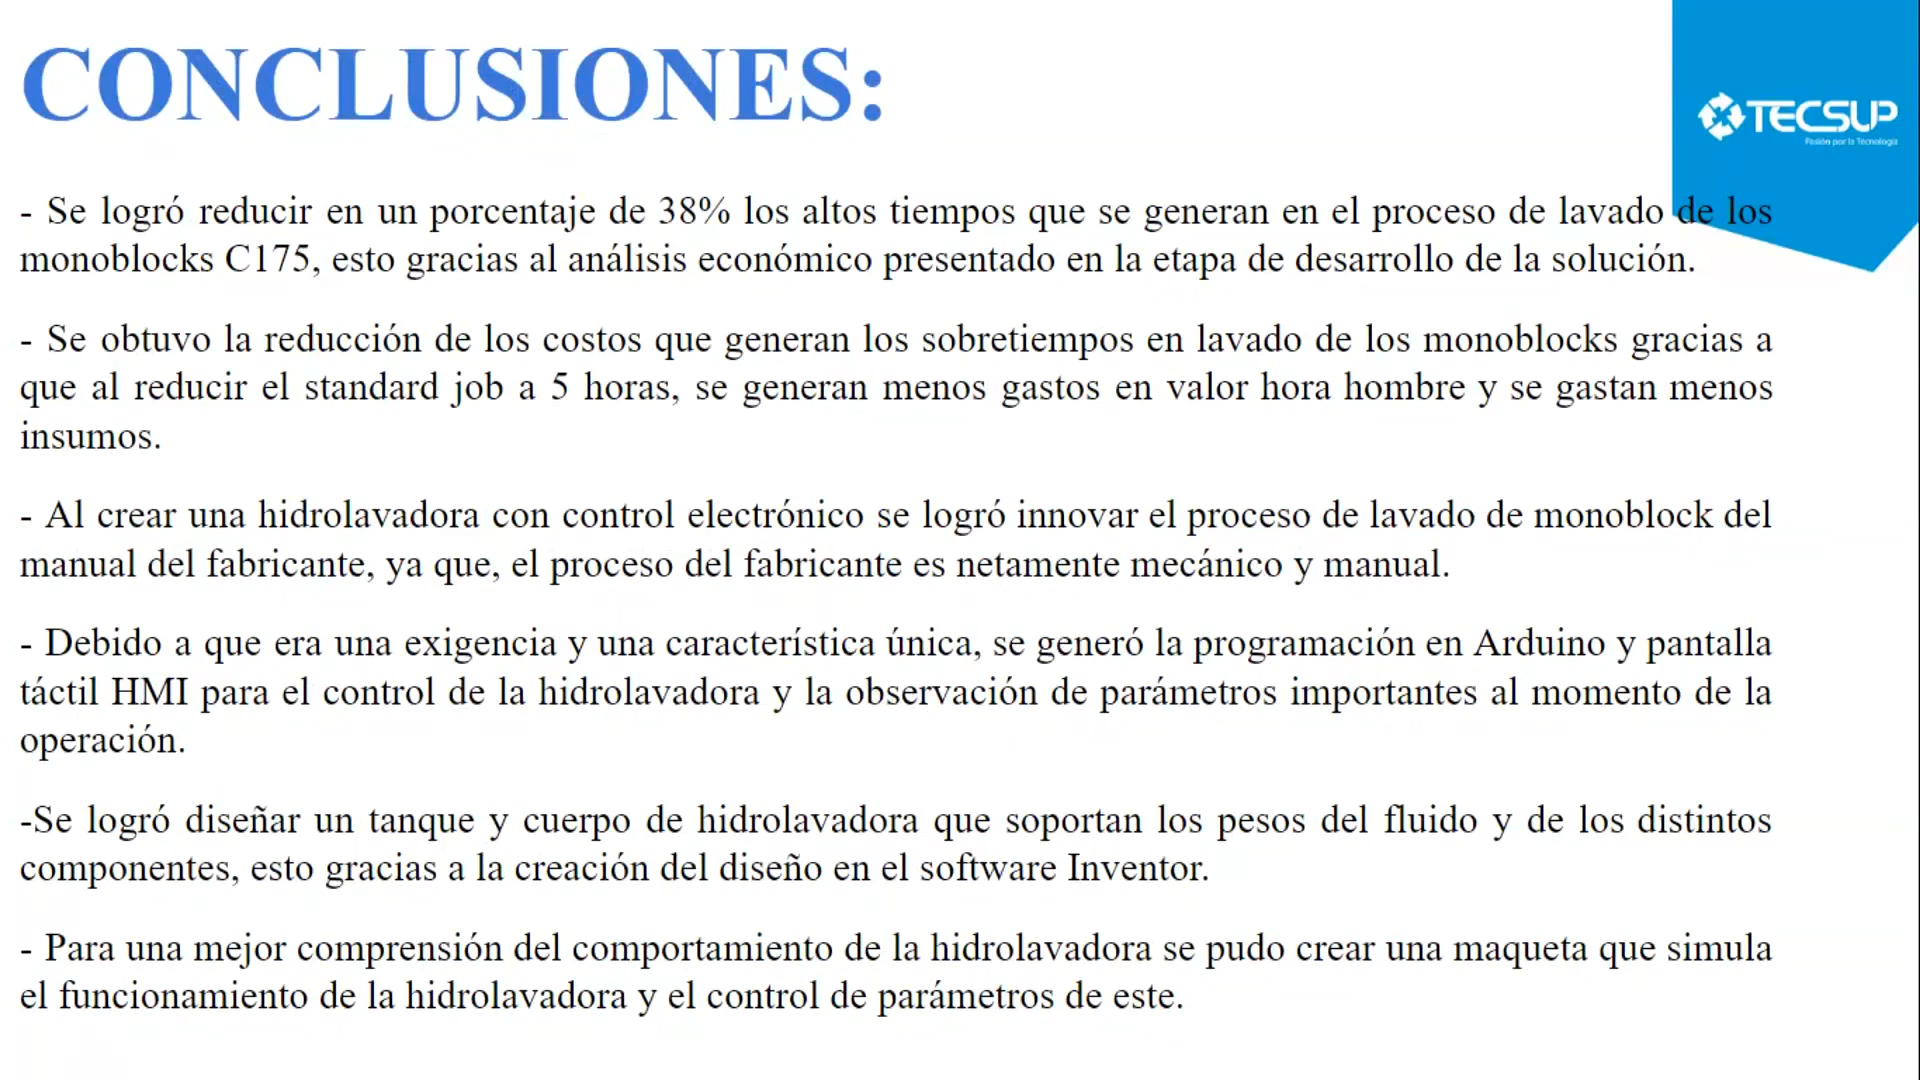 CONCLUSIONES:
TECSUP
Pasión por la Tecnología
- Se logró reducir en un porcentaje de 38% los altos tiempos que se generan en el proceso de lavado de los
monoblocks C175, esto gracias al análisis económico presentado en la etapa de desarrollo de la solución.
- Se obtuvo la reducción de los costos que generan los sobretiempos en lavado de los monoblocks gracias a
que al reducir el standard job a 5 horas, se generan menos gastos en valor hora hombre y se gastan menos
insumos.
- Al crear una hidrolavadora con control electrónico se logró innovar el proceso de lavado de monoblock del
manual del fabricante, ya que, el proceso del fabricante es netamente mecánico y manual.
- Debido a que era una exigencia y una característica única, se generó la programación en Arduino y pantalla
táctil HMI para el control de la hidrolavadora y la observación de parámetros importantes al momento de la
operación.
-Se logró diseñar un tanque y cuerpo de hidrolavadora que soportan los pesos del fluido y de los distintos
componentes, esto gracias a la creación del diseño en el software Inventor.
- Para una mejor comprensión del comportamiento de la hidrolavadora se pudo crear una maqueta que simula
el funcionamiento de la hidrolavadora y el control de parámetros de este.